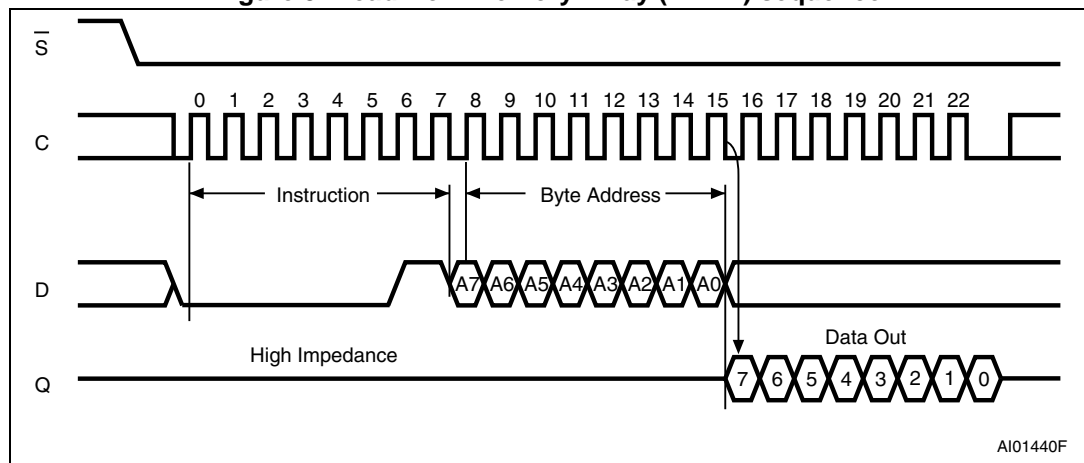 S
0 1 2 3 4 5 6 7 8 9 10 11 12 13 14 15 16 17 18 19 20 21 22
C
Instruction Byte Address
D A7 A6 A5 A4 A3 A2 A1 A0
Data Out
High Impedance
Q 7 6 5 4 3 2 1 0
AI01440F